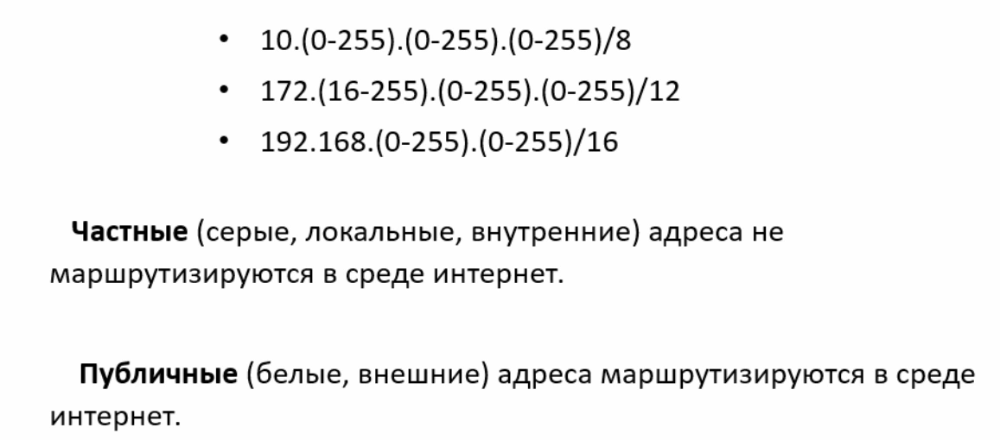 • 10.(0-255).(0-255).(0-255)/8
• 172.(16-255).(0-255).(0-255)/12
• 192.168.(0-255).(0-255)/16
Частные (серые, локальные, внутренние) адреса не
маршрутизируются в среде интернет.
Публичные (белые, внешние) адреса маршрутизируются в среде
интернет.